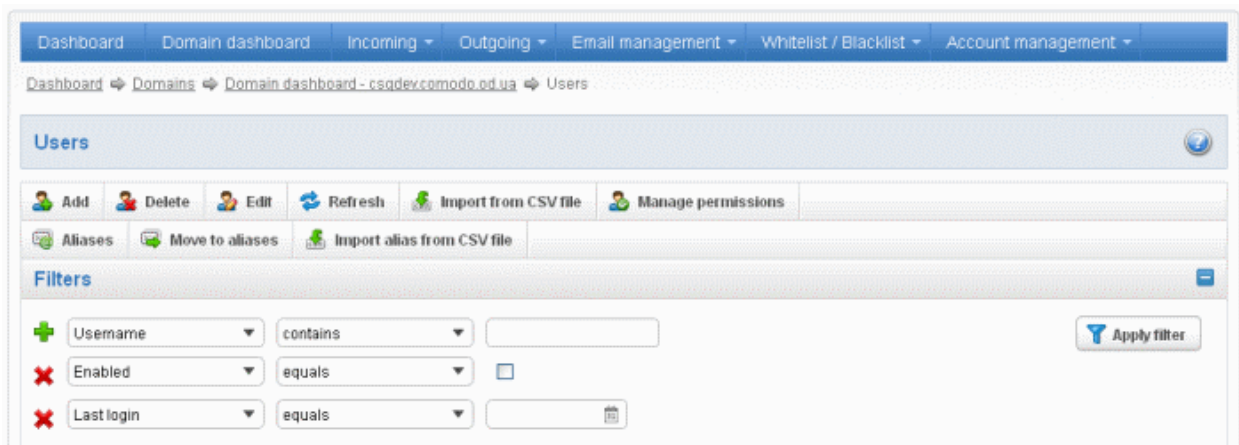 Dashboard Domain dashboard Incoming Outgoing Email management Whitelist / Blacklist Account management
Dashboard Domains Domain dashboard - csgdev.comodo.od.ua Users
Users
Add Delete Edit Refresh Import from CSV file Manage permissions
Aliases Move to aliases Import alias from CSV file
Filters
Username contains Apply filter
Enabled equals
Last login equals